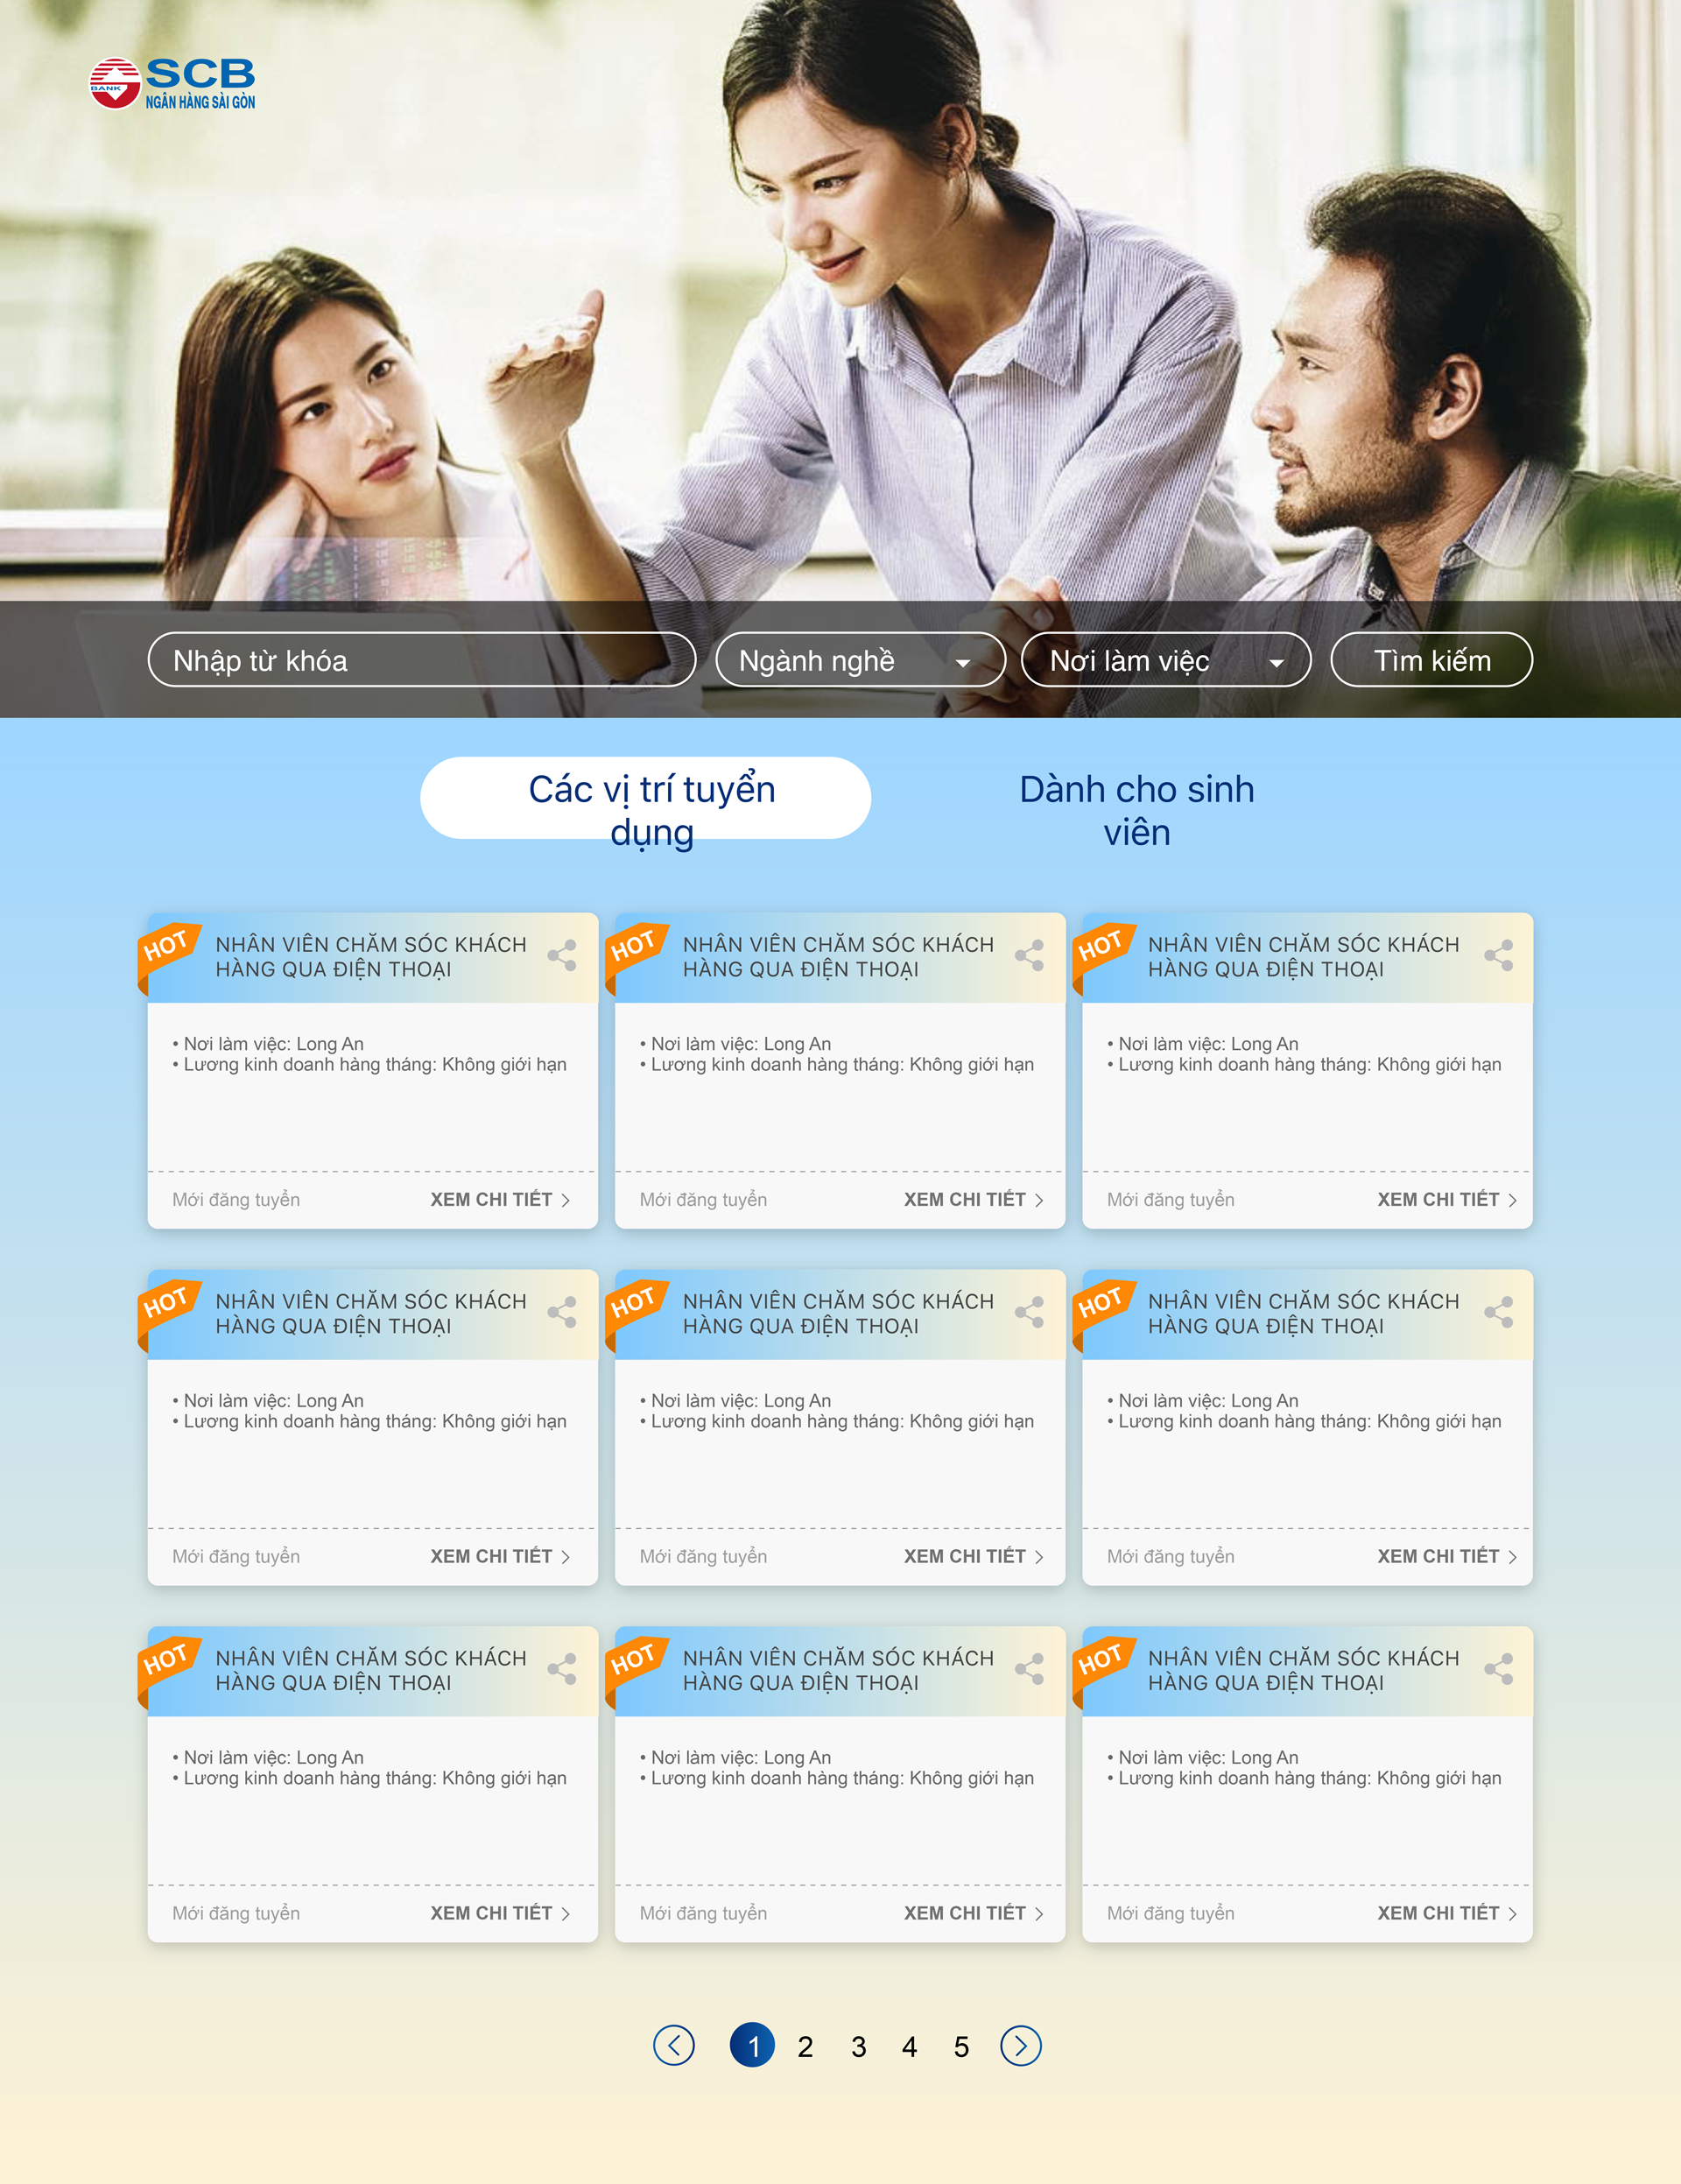 SCB
BANK
NGÂN HÀNG SÀI GÒN
Nhập từ khóa
Ngành nghề
Nơi làm việc
Tìm kiếm
Các vị trí tuyển
dụng
Dành cho sinh
viên
HOT
NHÂN VIÊN CHĂM SÓC KHÁCH
HÀNG QUA ĐIỆN THOẠI
• Nơi làm việc: Long An
• Lương kinh doanh hàng tháng: Không giới hạn
Mới đăng tuyển
XEM CHI TIẾT
HOT
NHÂN VIÊN CHĂM SÓC KHÁCH
HÀNG QUA ĐIỆN THOẠI
• Nơi làm việc: Long An
• Lương kinh doanh hàng tháng: Không giới hạn
Mới đăng tuyển
XEM CHI TIẾT
HOT
NHÂN VIÊN CHĂM SÓC KHÁCH
HÀNG QUA ĐIỆN THOẠI
• Nơi làm việc: Long An
• Lương kinh doanh hàng tháng: Không giới hạn
Mới đăng tuyển
XEM CHI TIẾT
HOT
NHÂN VIÊN CHĂM SÓC KHÁCH
HÀNG QUA ĐIỆN THOẠI
• Nơi làm việc: Long An
• Lương kinh doanh hàng tháng: Không giới hạn
Mới đăng tuyển
XEM CHI TIẾT
HOT
NHÂN VIÊN CHĂM SÓC KHÁCH
HÀNG QUA ĐIỆN THOẠI
• Nơi làm việc: Long An
• Lương kinh doanh hàng tháng: Không giới hạn
Mới đăng tuyển
XEM CHI TIẾT
HOT
NHÂN VIÊN CHĂM SÓC KHÁCH
HÀNG QUA ĐIỆN THOẠI
• Nơi làm việc: Long An
• Lương kinh doanh hàng tháng: Không giới hạn
Mới đăng tuyển
XEM CHI TIẾT
HOT
NHÂN VIÊN CHĂM SÓC KHÁCH
HÀNG QUA ĐIỆN THOẠI
• Nơi làm việc: Long An
• Lương kinh doanh hàng tháng: Không giới hạn
Mới đăng tuyển
XEM CHI TIẾT
HOT
NHÂN VIÊN CHĂM SÓC KHÁCH
HÀNG QUA ĐIỆN THOẠI
• Nơi làm việc: Long An
• Lương kinh doanh hàng tháng: Không giới hạn
Mới đăng tuyển
XEM CHI TIẾT
HOT
NHÂN VIÊN CHĂM SÓC KHÁCH
HÀNG QUA ĐIỆN THOẠI
• Nơi làm việc: Long An
• Lương kinh doanh hàng tháng: Không giới hạn
Mới đăng tuyển
XEM CHI TIẾT
1 2 3 4 5